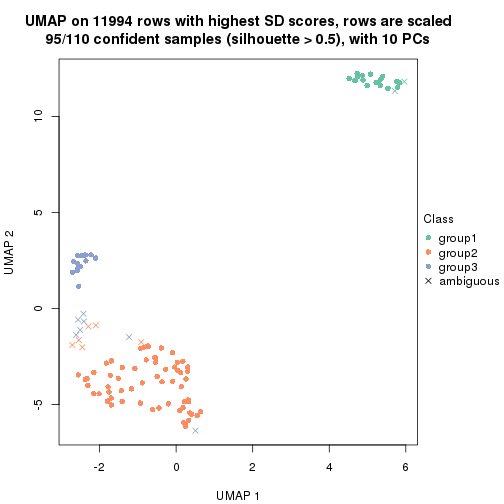 UMAP on 11994 rows with highest SD scores, rows are scaled
95/110 confident samples (silhouette > 0.5), with 10 PCs
10
5
0
-5
UMAP 2
-2
0
2
4
6
UMAP 1
Class
group1
group2
group3
ambiguous